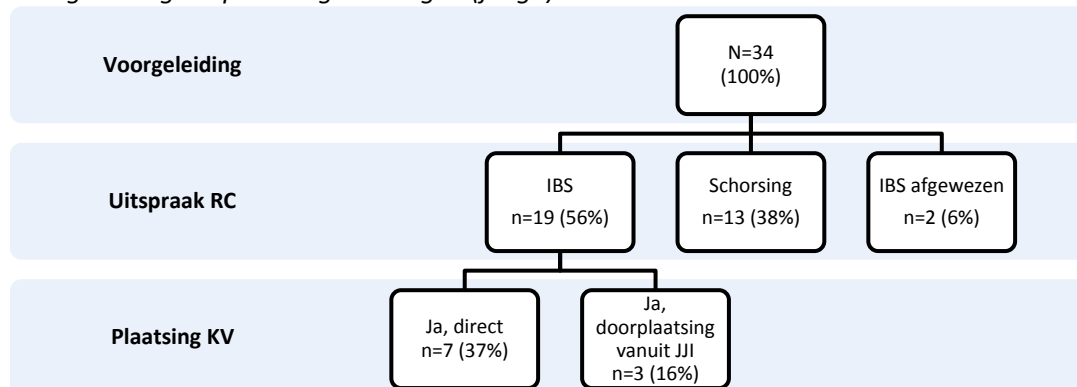 Voorgeleiding
N=34
(100%)
Uitspraak RC
IBS
n=19 (56%)
Schorsing
n=13 (38%)
IBS afgewezen
n=2 (6%)
Plaatsing KV
Ja, direct
n=7 (37%)
Ja,
doorplaatsing
vanuit JJI
n=3 (16%)